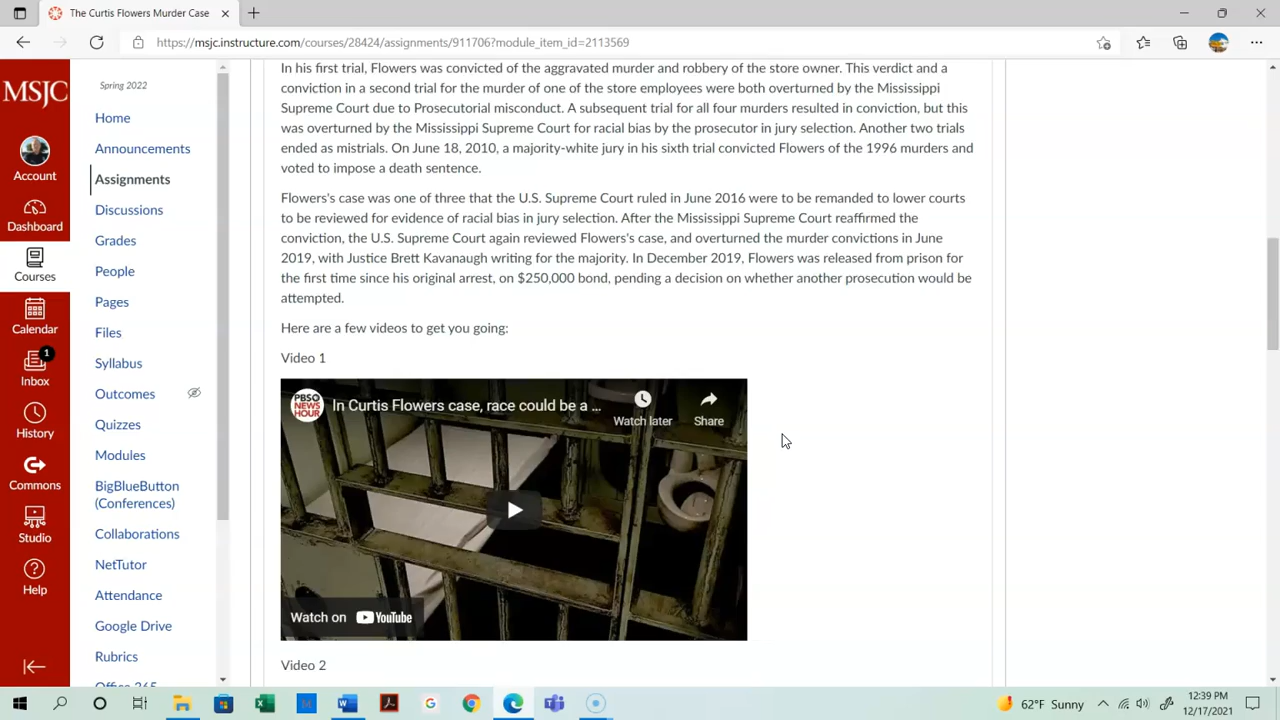 The Curtis Flowers Murder Case
https://msjc.instructure.com/courses/28424/assignments/911706?module_item_id=2113569
MSJC
Account
Dashboard
Courses
Calendar
1
Inbox
History
Commons
Studio
Help
Spring 2022
Home
Announcements
Assignments
Discussions
Grades
People
Pages
Files
Syllabus
Outcomes
Quizzes
Modules
BigBlueButton
(Conferences)
Collaborations
NetTutor
Attendance
Google Drive
Rubrics
Office 365
In his first trial, Flowers was convicted of the aggravated murder and robbery of the store owner. This verdict and a
conviction in a second trial for the murder of one of the store employees were both overturned by the Mississippi
Supreme Court due to Prosecutorial misconduct. A subsequent trial for all four murders resulted in conviction, but this
was overturned by the Mississippi Supreme Court for racial bias by the prosecutor in jury selection. Another two trials
ended as mistrials. On June 18, 2010, a majority-white jury in his sixth trial convicted Flowers of the 1996 murders and
voted to impose a death sentence.
Flowers's case was one of three that the U.S. Supreme Court ruled in June 2016 were to be remanded to lower courts
to be reviewed for evidence of racial bias in jury selection. After the Mississippi Supreme Court reaffirmed the
conviction, the U.S. Supreme Court again reviewed Flowers's case, and overturned the murder convictions in June
2019, with Justice Brett Kavanaugh writing for the majority. In December 2019, Flowers was released from prison for
the first time since his original arrest, on $250,000 bond, pending a decision on whether another prosecution would be
attempted.
Here are a few videos to get you going:
Video 1
PBS
NEWS
HOUR
In Curtis Flowers case, race could be a ...
Watch later
Share
Watch on YouTube
Video 2
62°F Sunny
12:39 PM
12/17/2021